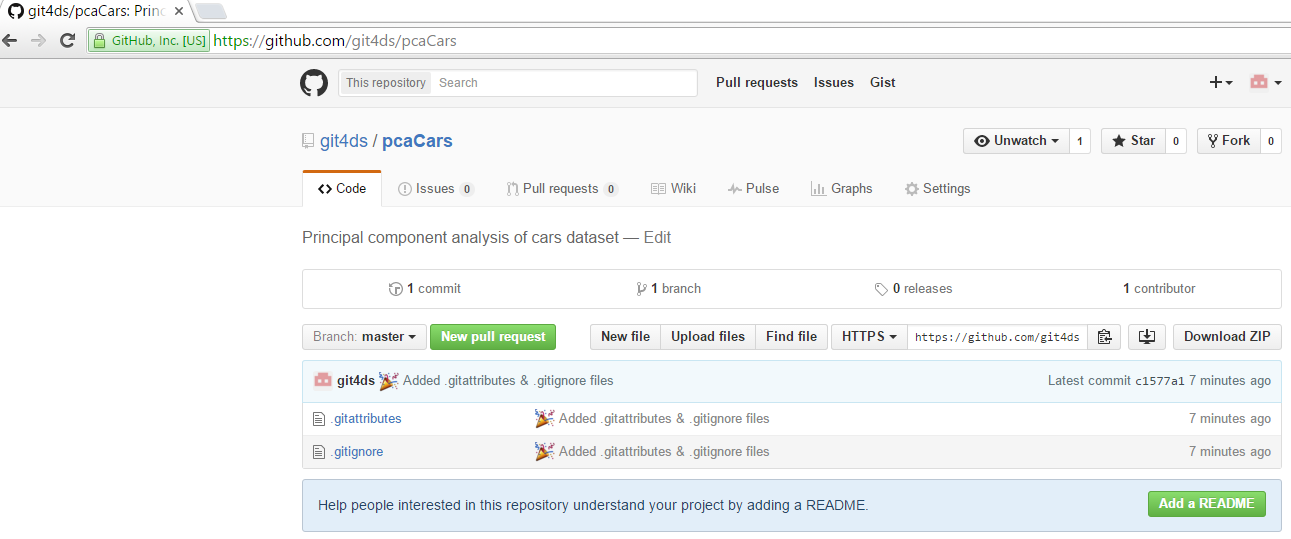 git4ds/pcaCars: Princ
GitHub, Inc. [US] https://github.com/git4ds/pcaCars
This repository Search Pull requests Issues Gist
git4ds / pcaCars Unwatch 1 Star 0 Fork 0
Code Issues 0 Pull requests 0 Wiki Pulse Graphs Settings
Principal component analysis of cars dataset — Edit
1 commit 1 branch 0 releases 1 contributor
Branch: master New pull request New file Upload files Find file HTTPS https://github.com/git4ds Download ZIP
git4ds Added .gitattributes & .gitignore files Latest commit c1577a1 7 minutes ago
.gitattributes Added .gitattributes & .gitignore files 7 minutes ago
.gitignore Added .gitattributes & .gitignore files 7 minutes ago
Help people interested in this repository understand your project by adding a README. Add a README